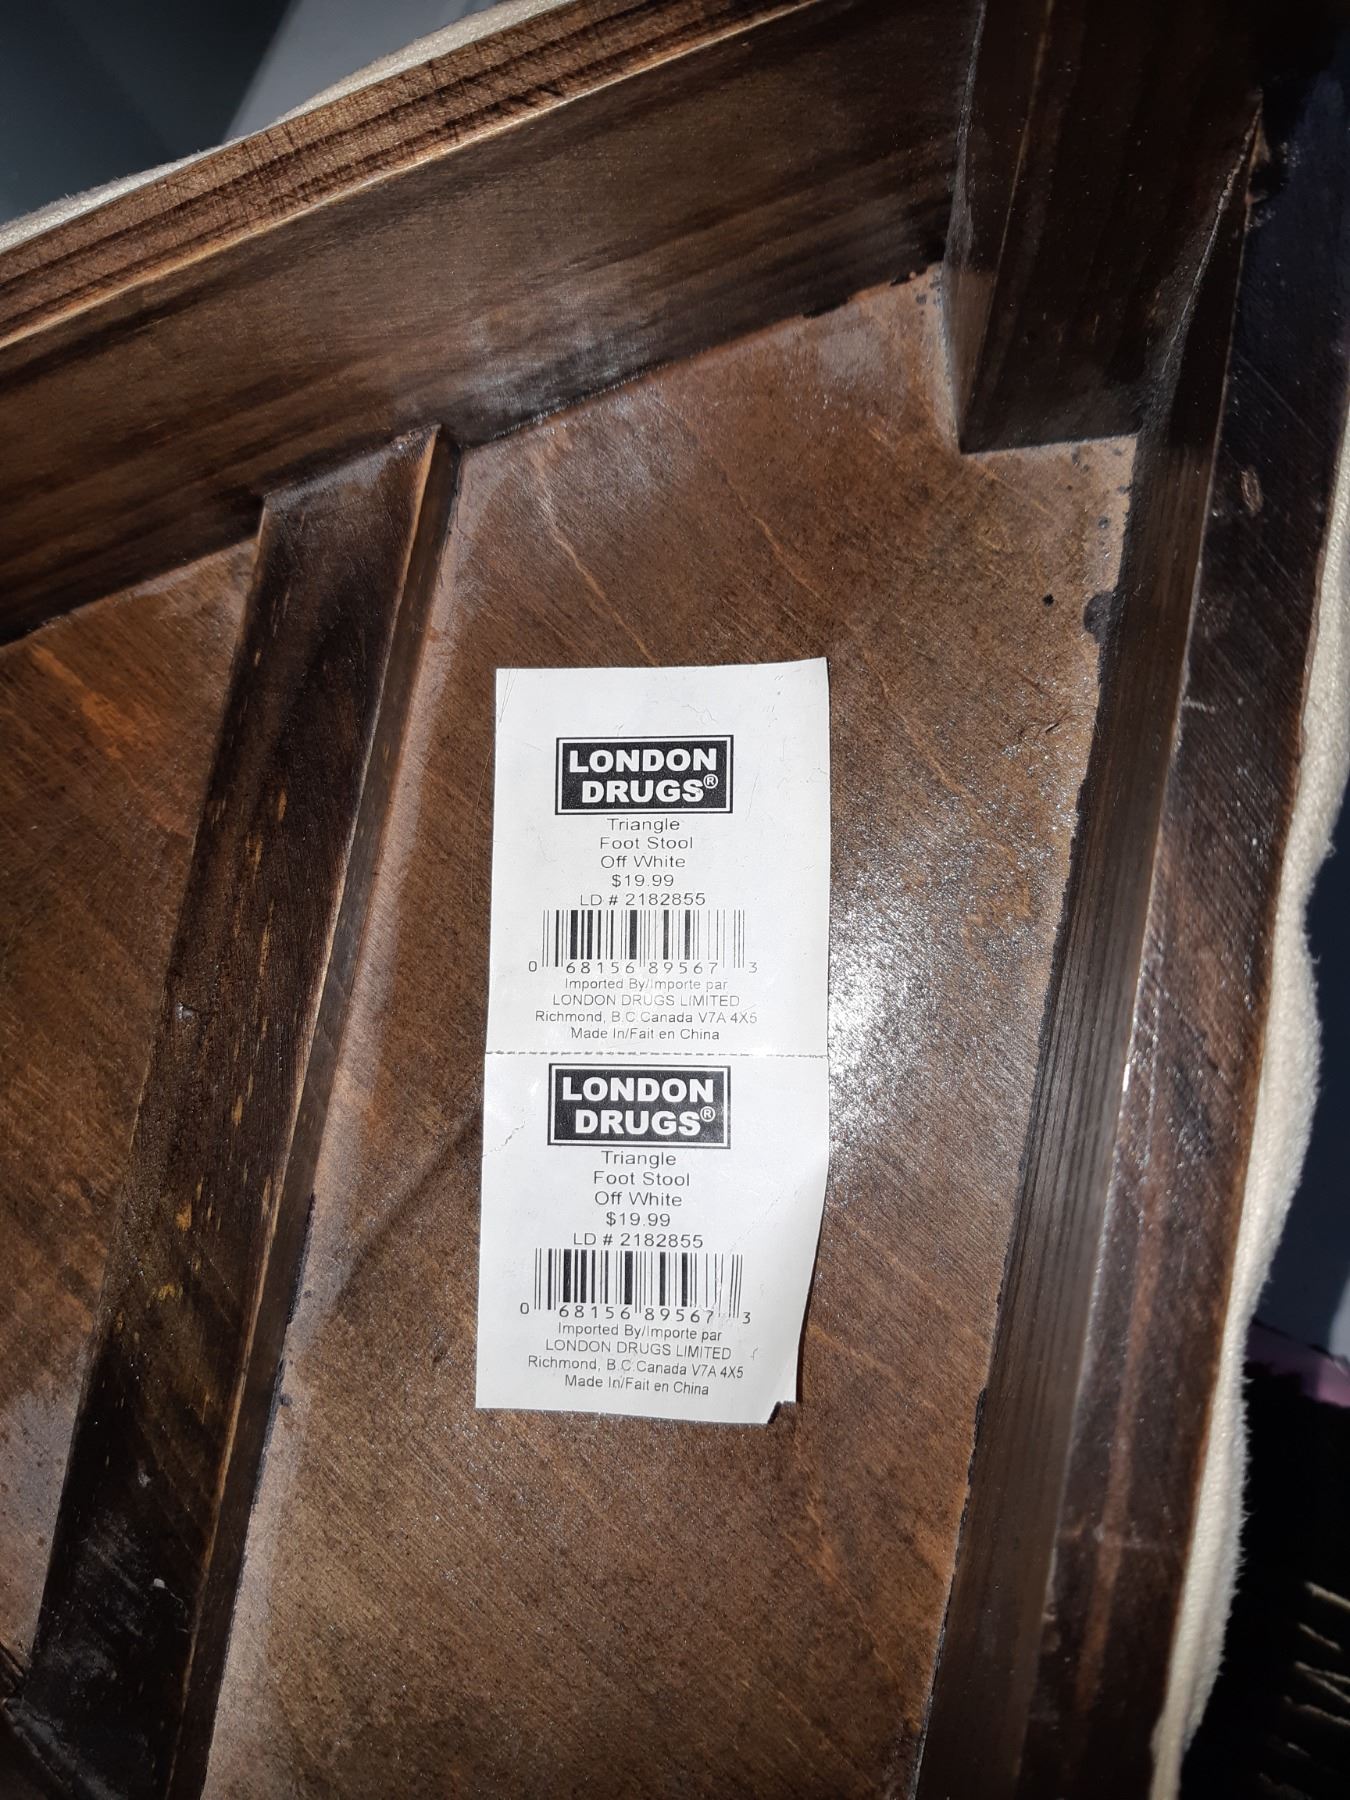 LONDON
DRUGS®
Triangle
Foot Stool
Off White
$19.99
LD # 2182855
0 68156 89567 3
Imported By/Importe par
LONDON DRUGS LIMITED
Richmond, B.C.Canada V7A 4X5
Made In/Fait en China
LONDON
DRUGS®
Triangle
Foot Stool
Off White
$19.99
LD # 2182855
0 68156 89567 3
Imported By/Importe par
LONDON DRUGS LIMITED
Richmond, B.C.Canada V7A 4X5
Made In/Fait en China